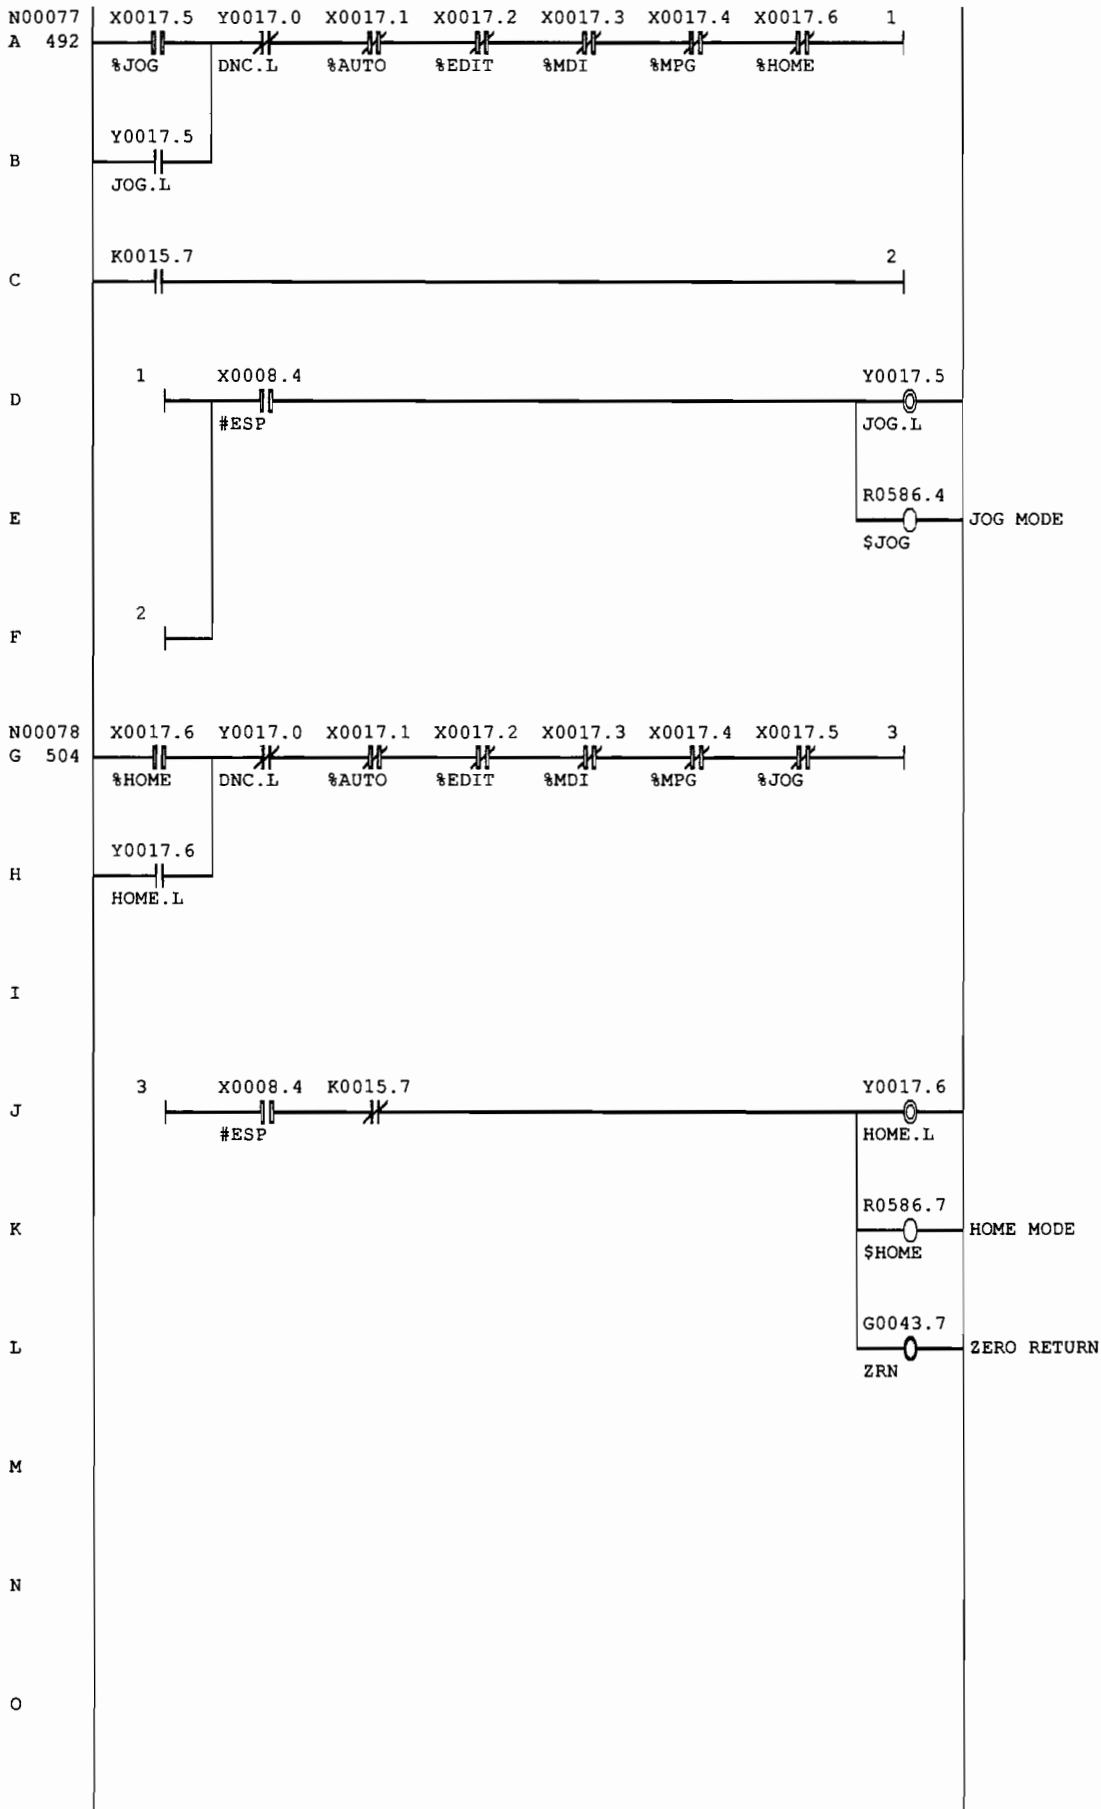 N00077 X0017.5 Y0017.0 X0017.1 X0017.2 X0017.3 X0017.4 X0017.6 1
A 492
%JOG DNC.L %AUTO %EDIT %MDI %MPG %HOME
Y0017.5
B
JOG.L
K0015.7 2
C
1 X0008.4 Y0017.5
D
#ESP JOG.L
R0586.4
E JOG MODE
$JOG
2
F
N00078 X0017.6 Y0017.0 X0017.1 X0017.2 X0017.3 X0017.4 X0017.5 3
G 504
%HOME DNC.L %AUTO %EDIT %MDI %MPG %JOG
Y0017.6
H
HOME.L
I
3 X0008.4 K0015.7 Y0017.6
J
#ESP HOME.L
R0586.7
K HOME MODE
$HOME
G0043.7
L ZERO RETURN
ZRN
M
N
O